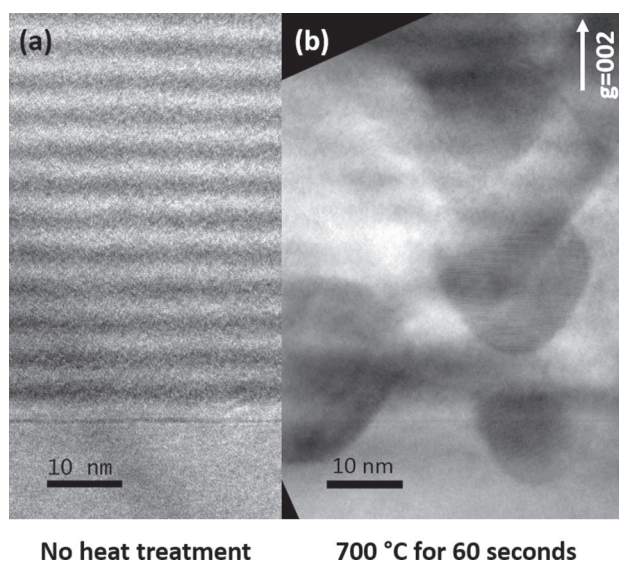 (a)
(b)
g=002
10 nm
10 nm
No heat treatment
700 °C for 60 seconds